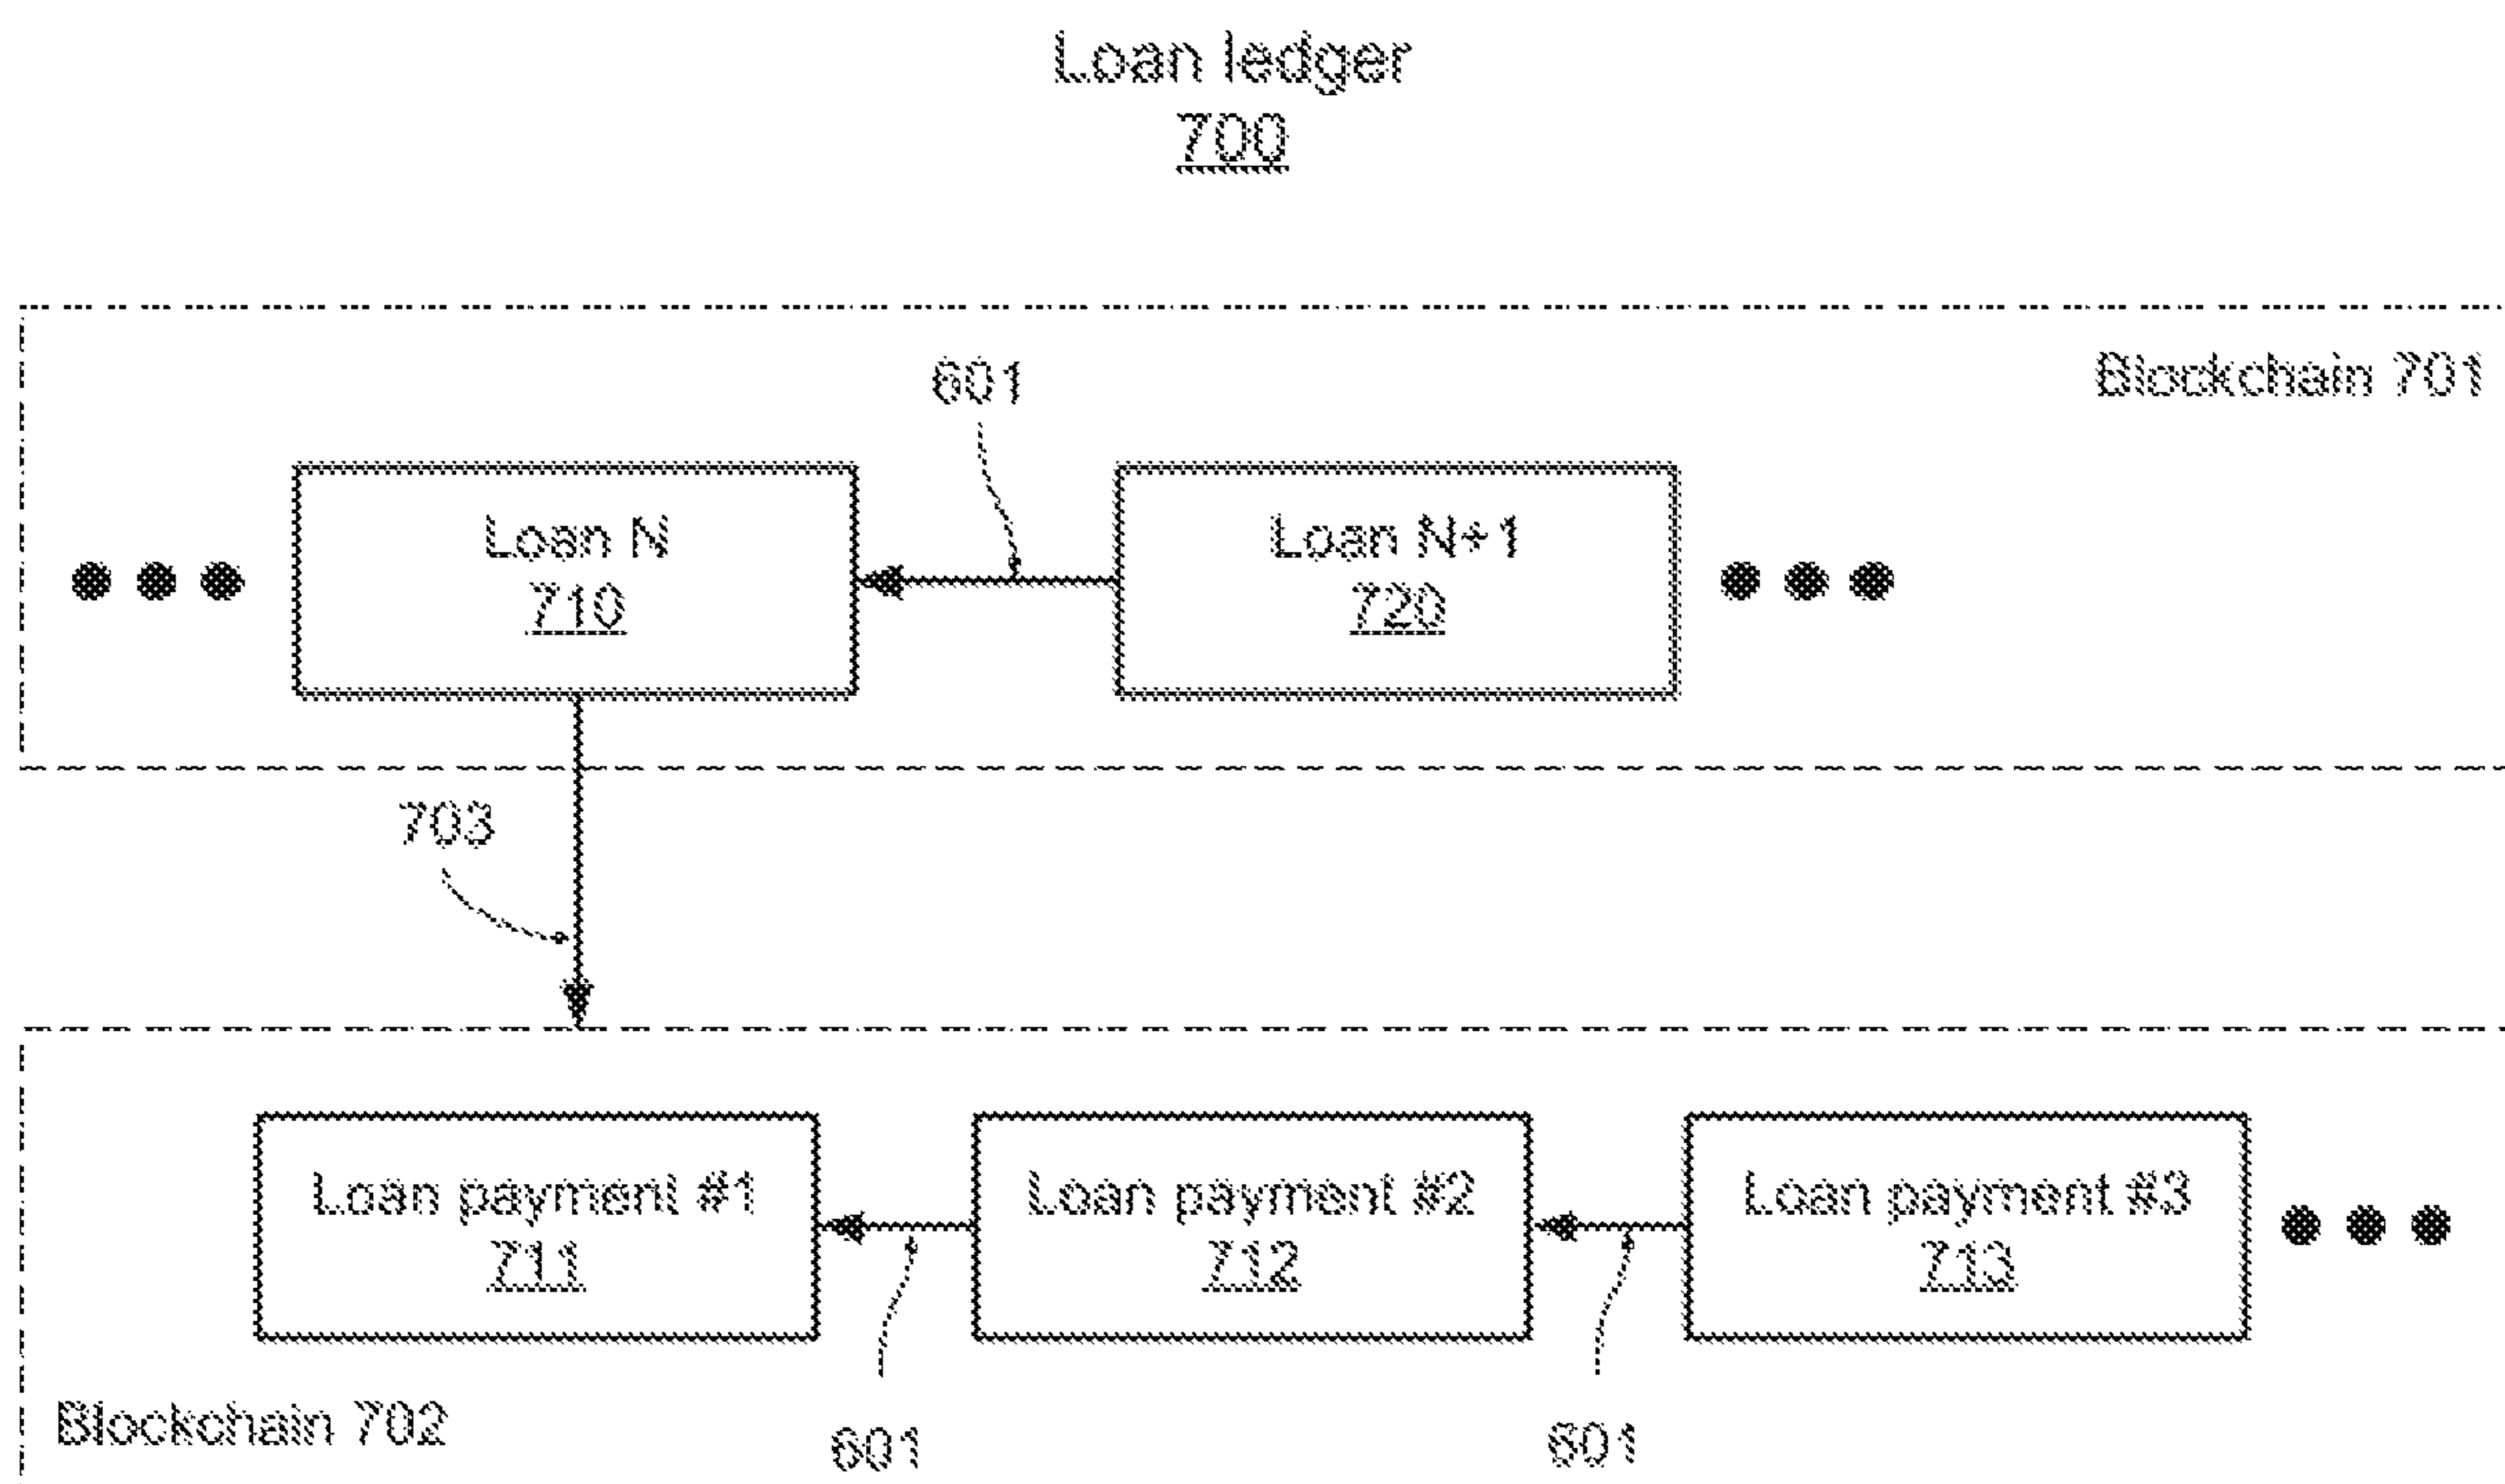 Loan ledger
700
601
Blockchain 701
Loan N
710
Loan N+1
720
703
Loan payment #1
711
Loan payment #2
712
Loan payment #3
713
Blockchain 702
601
601